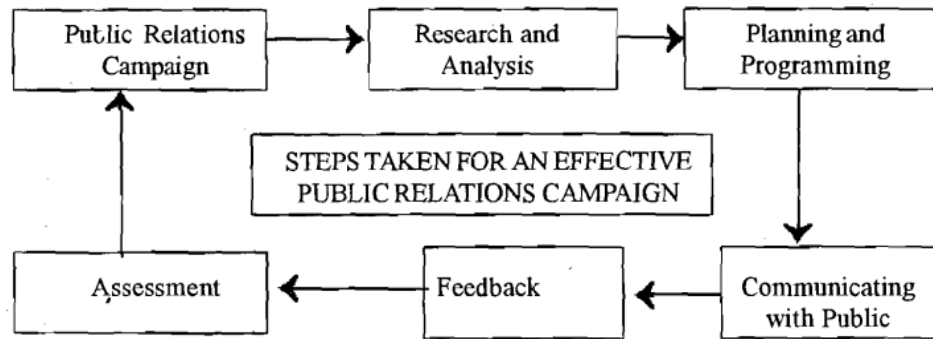 Public Relations
Campaign
Research and
Analysis
Planning and
Programming
STEPS TAKEN FOR AN EFFECTIVE
PUBLIC RELATIONS CAMPAIGN
Assessment
Feedback
Communicating
with Public